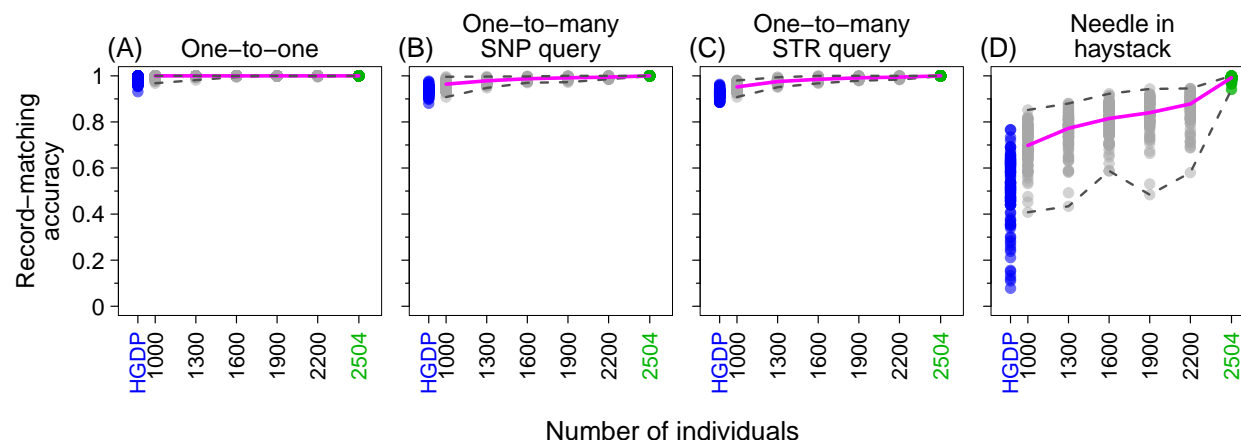 (A) One−to−one
(B) One−to−many
SNP query
(C) One−to−many
STR query
(D) Needle in
haystack
Record−matching
accuracy
1
0.8
0.6
0.4
0.2
0
HGDP 1000 1300 1600 1900 2200 2504
HGDP 1000 1300 1600 1900 2200 2504
HGDP 1000 1300 1600 1900 2200 2504
HGDP 1000 1300 1600 1900 2200 2504
Number of individuals